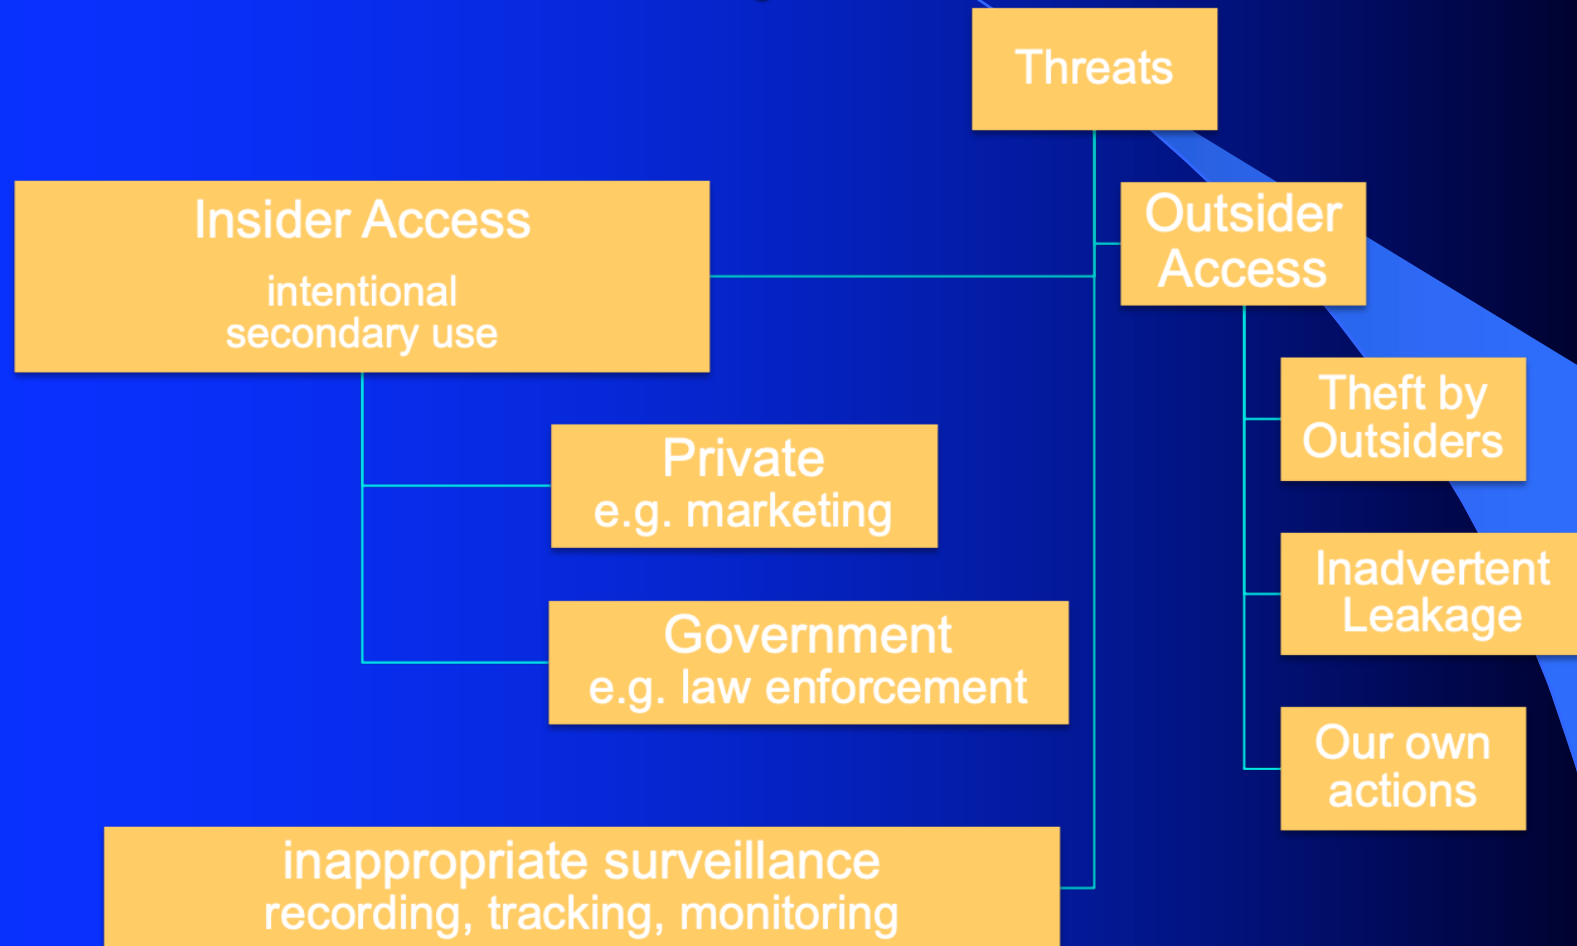 Threats
Insider Access
intentional
secondary use
Outsider
Access
Private
e.g. marketing
Government
e.g. law enforcement
Theft by
Outsiders
Inadvertent
Leakage
Our own
actions
inappropriate surveillance
recording, tracking, monitoring